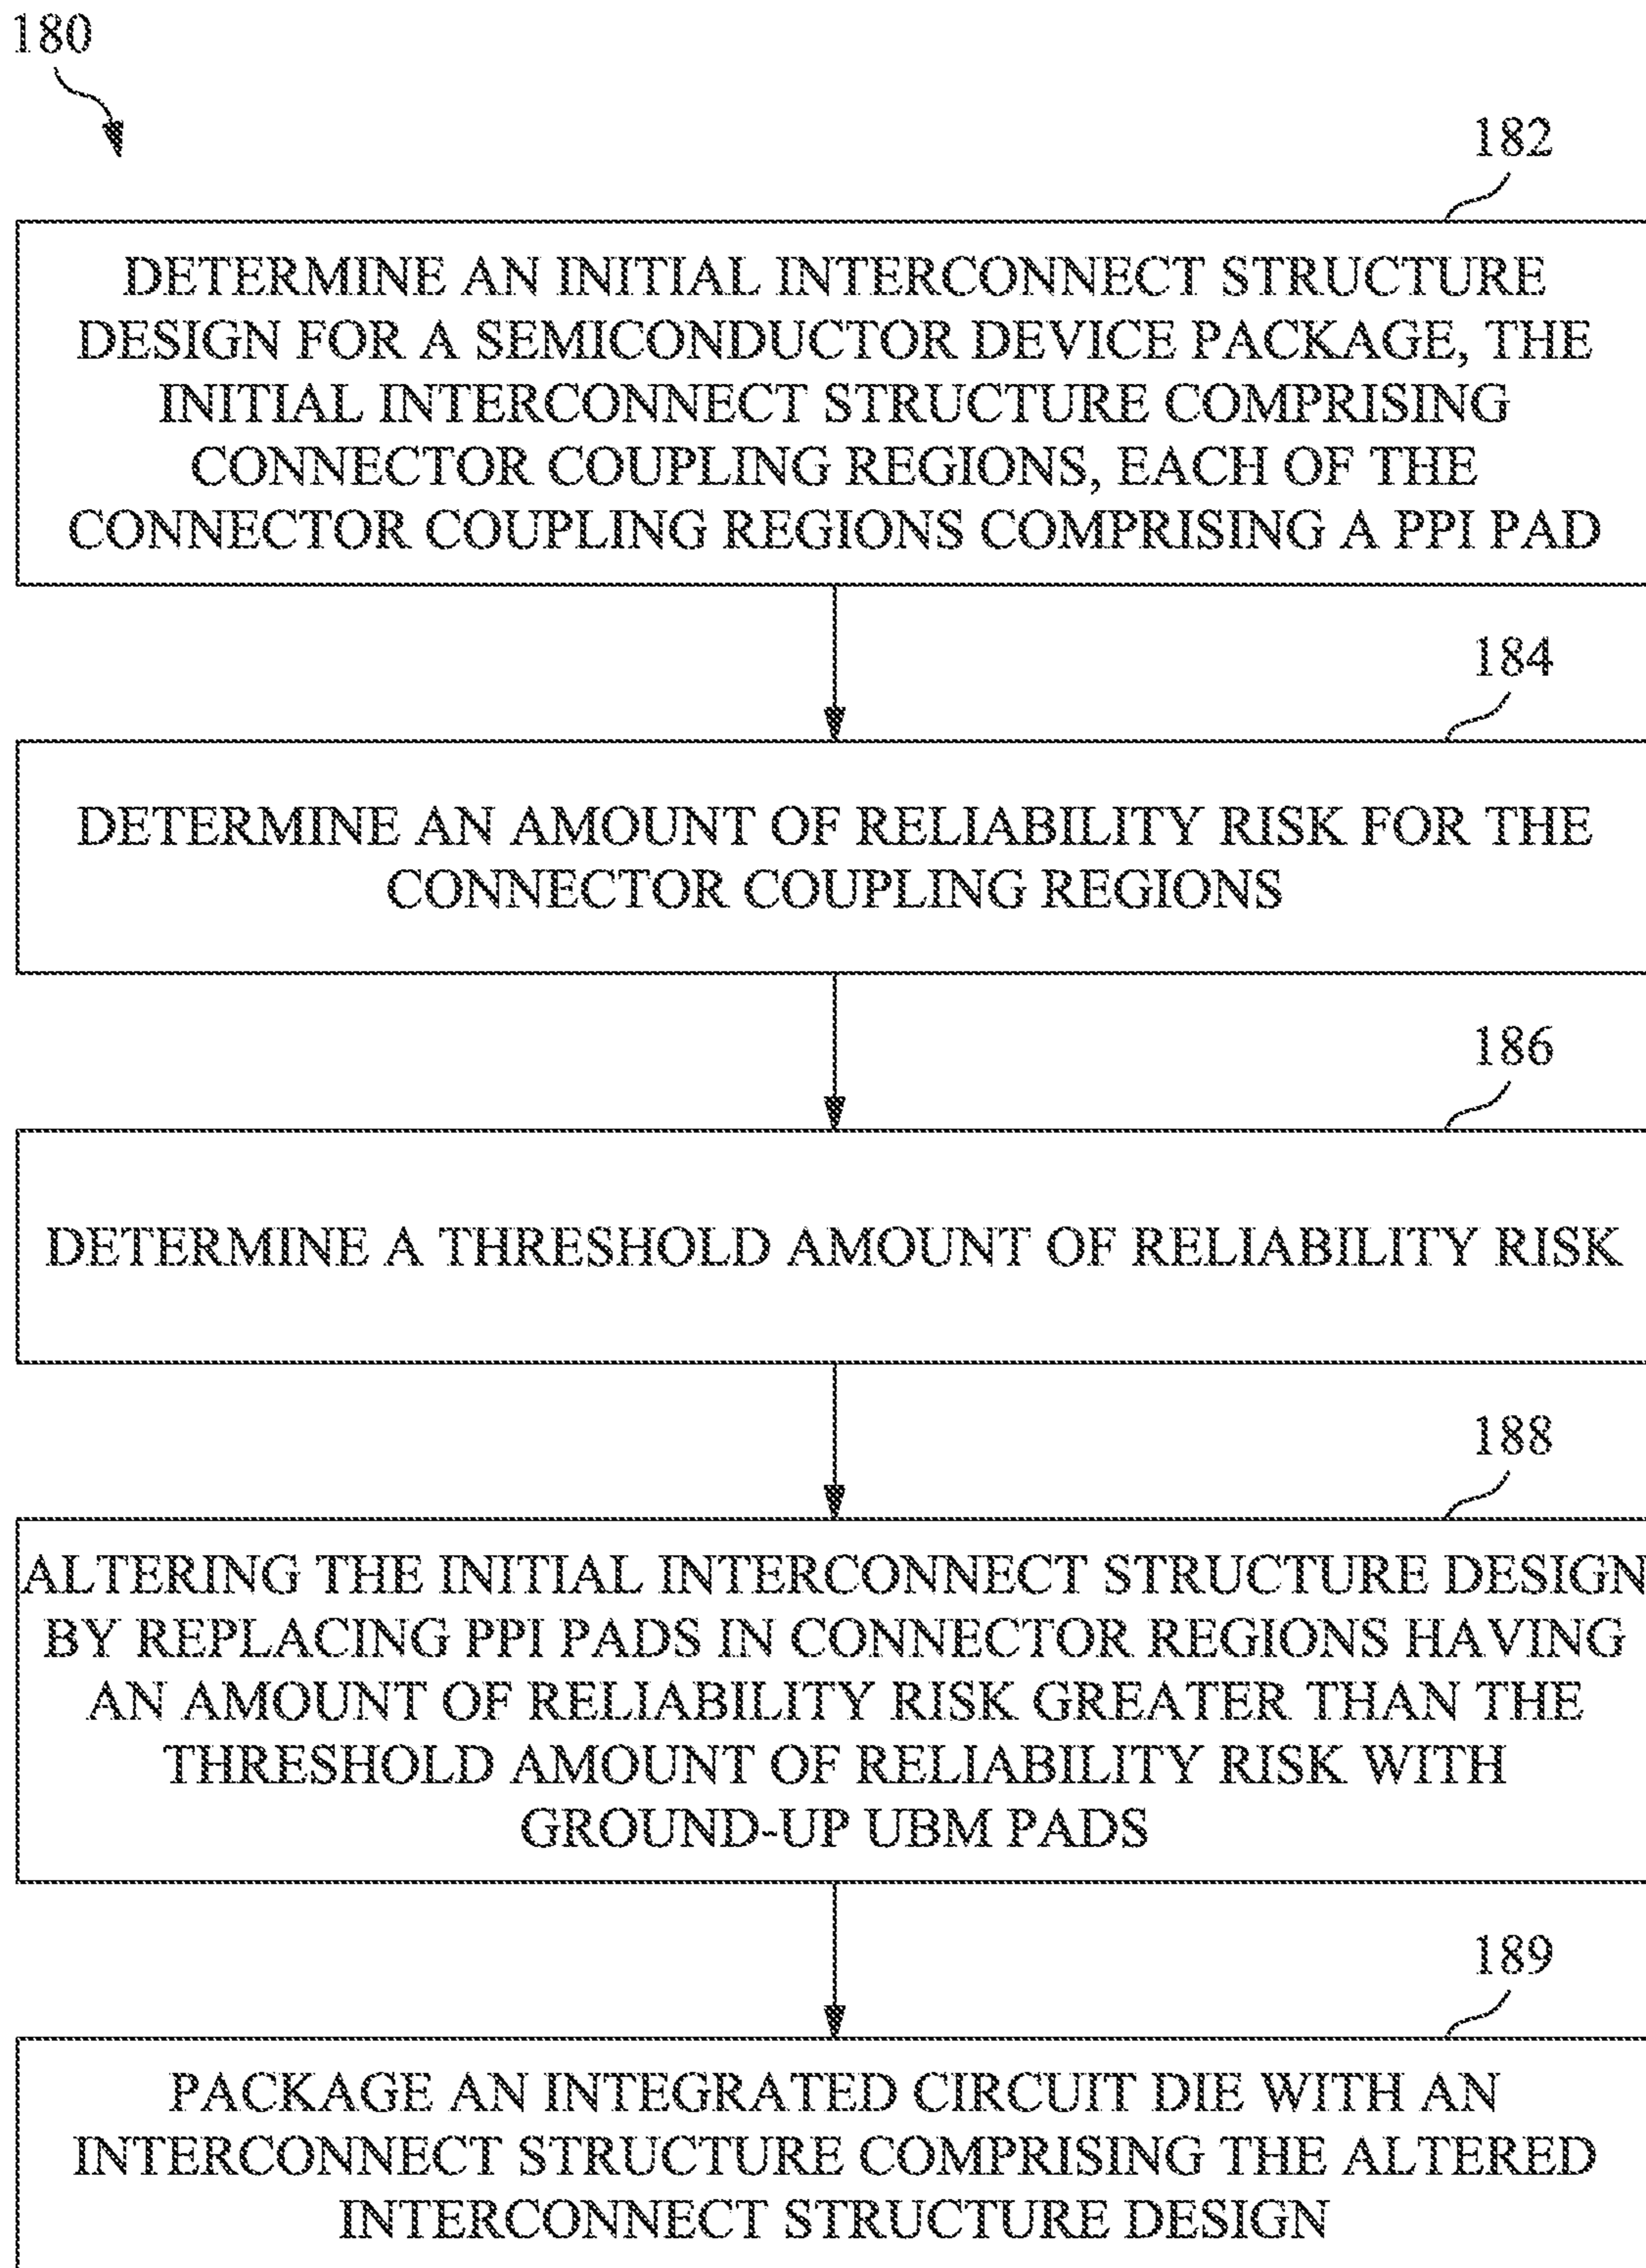 180
182
DETERMINE AN INITIAL INTERCONNECT STRUCTURE
DESIGN FOR A SEMICONDUCTOR DEVICE PACKAGE, THE
INITIAL INTERCONNECT STRUCTURE COMPRISING
CONNECTOR COUPLING REGIONS, EACH OF THE
CONNECTOR COUPLING REGIONS COMPRISING A PPI PAD
184
DETERMINE AN AMOUNT OF RELIABILITY RISK FOR THE
CONNECTOR COUPLING REGIONS
186
DETERMINE A THRESHOLD AMOUNT OF RELIABILITY RISK
188
ALTERING THE INITIAL INTERCONNECT STRUCTURE DESIGN
BY REPLACING PPI PADS IN CONNECTOR REGIONS HAVING
AN AMOUNT OF RELIABILITY RISK GREATER THAN THE
THRESHOLD AMOUNT OF RELIABILITY RISK WITH
GROUND-UP UBM PADS
189
PACKAGE AN INTEGRATED CIRCUIT DIE WITH AN
INTERCONNECT STRUCTURE COMPRISING THE ALTERED
INTERCONNECT STRUCTURE DESIGN